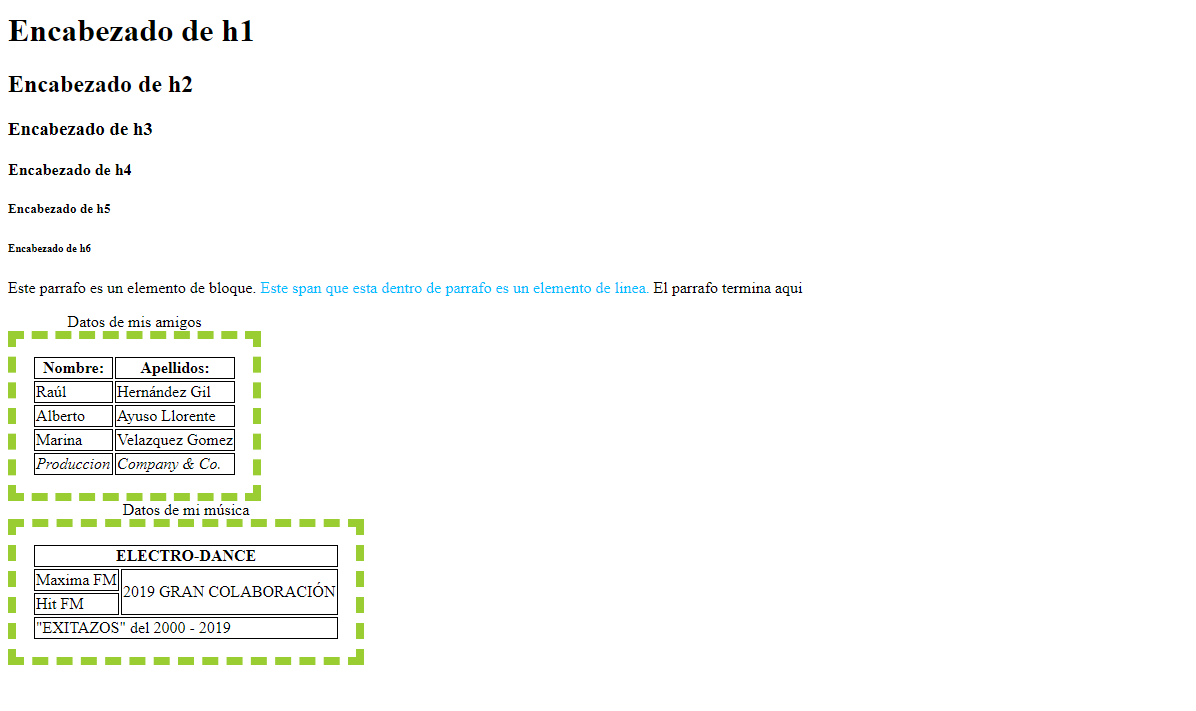 Encabezado de h1
Encabezado de h2
Encabezado de h3
Encabezado de h4
Encabezado de h5
Encabezado de h6
Este parrafo es un elemento de bloque. Este span que esta dentro de parrafo es un elemento de linea. El parrafo termina aqui
Datos de mis amigos
Nombre: Apellidos:
Raúl Hernández Gil
Alberto Ayuso Llorente
Marina Velazquez Gomez
Produccion Company & Co.
Datos de mi música
ELECTRO-DANCE
Maxima FM
2019 GRAN COLABORACIÓN
Hit FM
"EXITAZOS" del 2000 - 2019